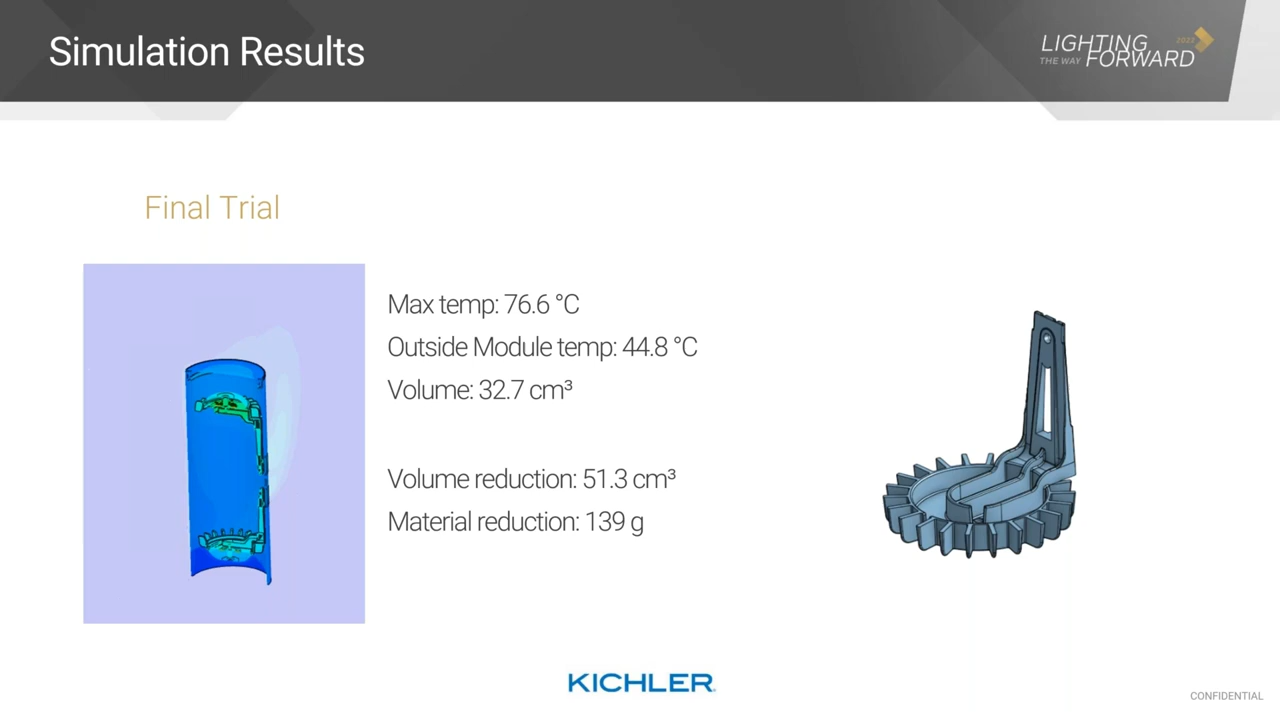 Simulation Results
LIGHTING 2022
THE WAY FORWARD
Final Trial
Max temp: 76.6 °C
Outside Module temp: 44.8 °C
Volume: 32.7 cm³
Volume reduction: 51.3 cm³
Material reduction: 139 g
KICHLER
CONFIDENTIAL